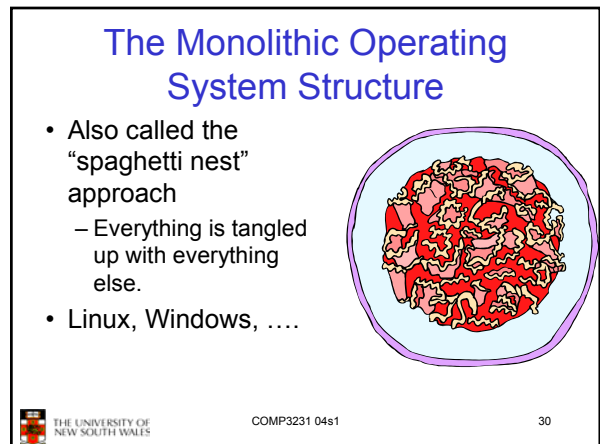 The Monolithic Operating
System Structure
• Also called the
“spaghetti nest”
approach
– Everything is tangled
up with everything
else.
• Linux, Windows, ….
THE UNIVERSITY OF
NEW SOUTH WALES
COMP3231 04s1
30